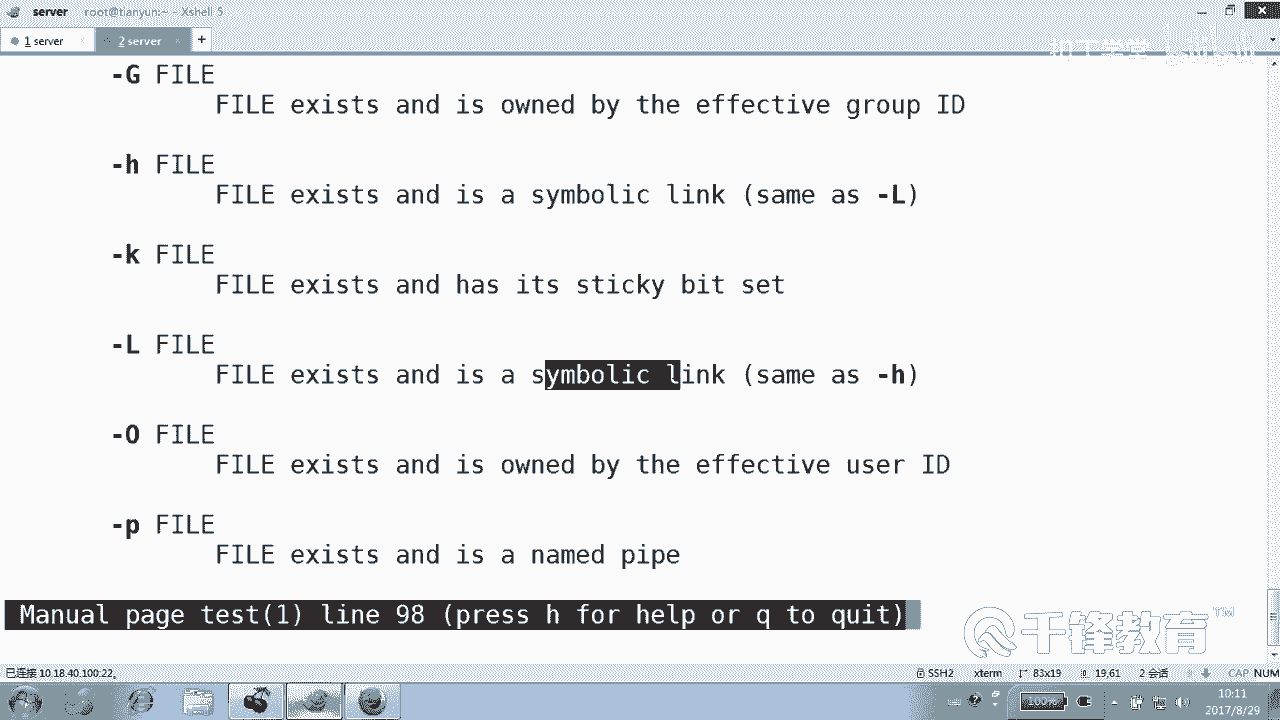 server root@tianyun:~ - Xshell 5
1 server
2 server
+
-G FILE
FILE exists and is owned by the effective group ID
-h FILE
FILE exists and is a symbolic link (same as -L)
-k FILE
FILE exists and has its sticky bit set
-L FILE
FILE exists and is a symbolic link (same as -h)
-O FILE
FILE exists and is owned by the effective user ID
-p FILE
FILE exists and is a named pipe
Manual page test(1) line 98 (press h for help or q to quit)
千锋教育 TM
已连接 10.18.40.100:22。
SSH2 xterm 83x19 19,61 2 会话 CAP NUM
100%
10:11
2017/8/29